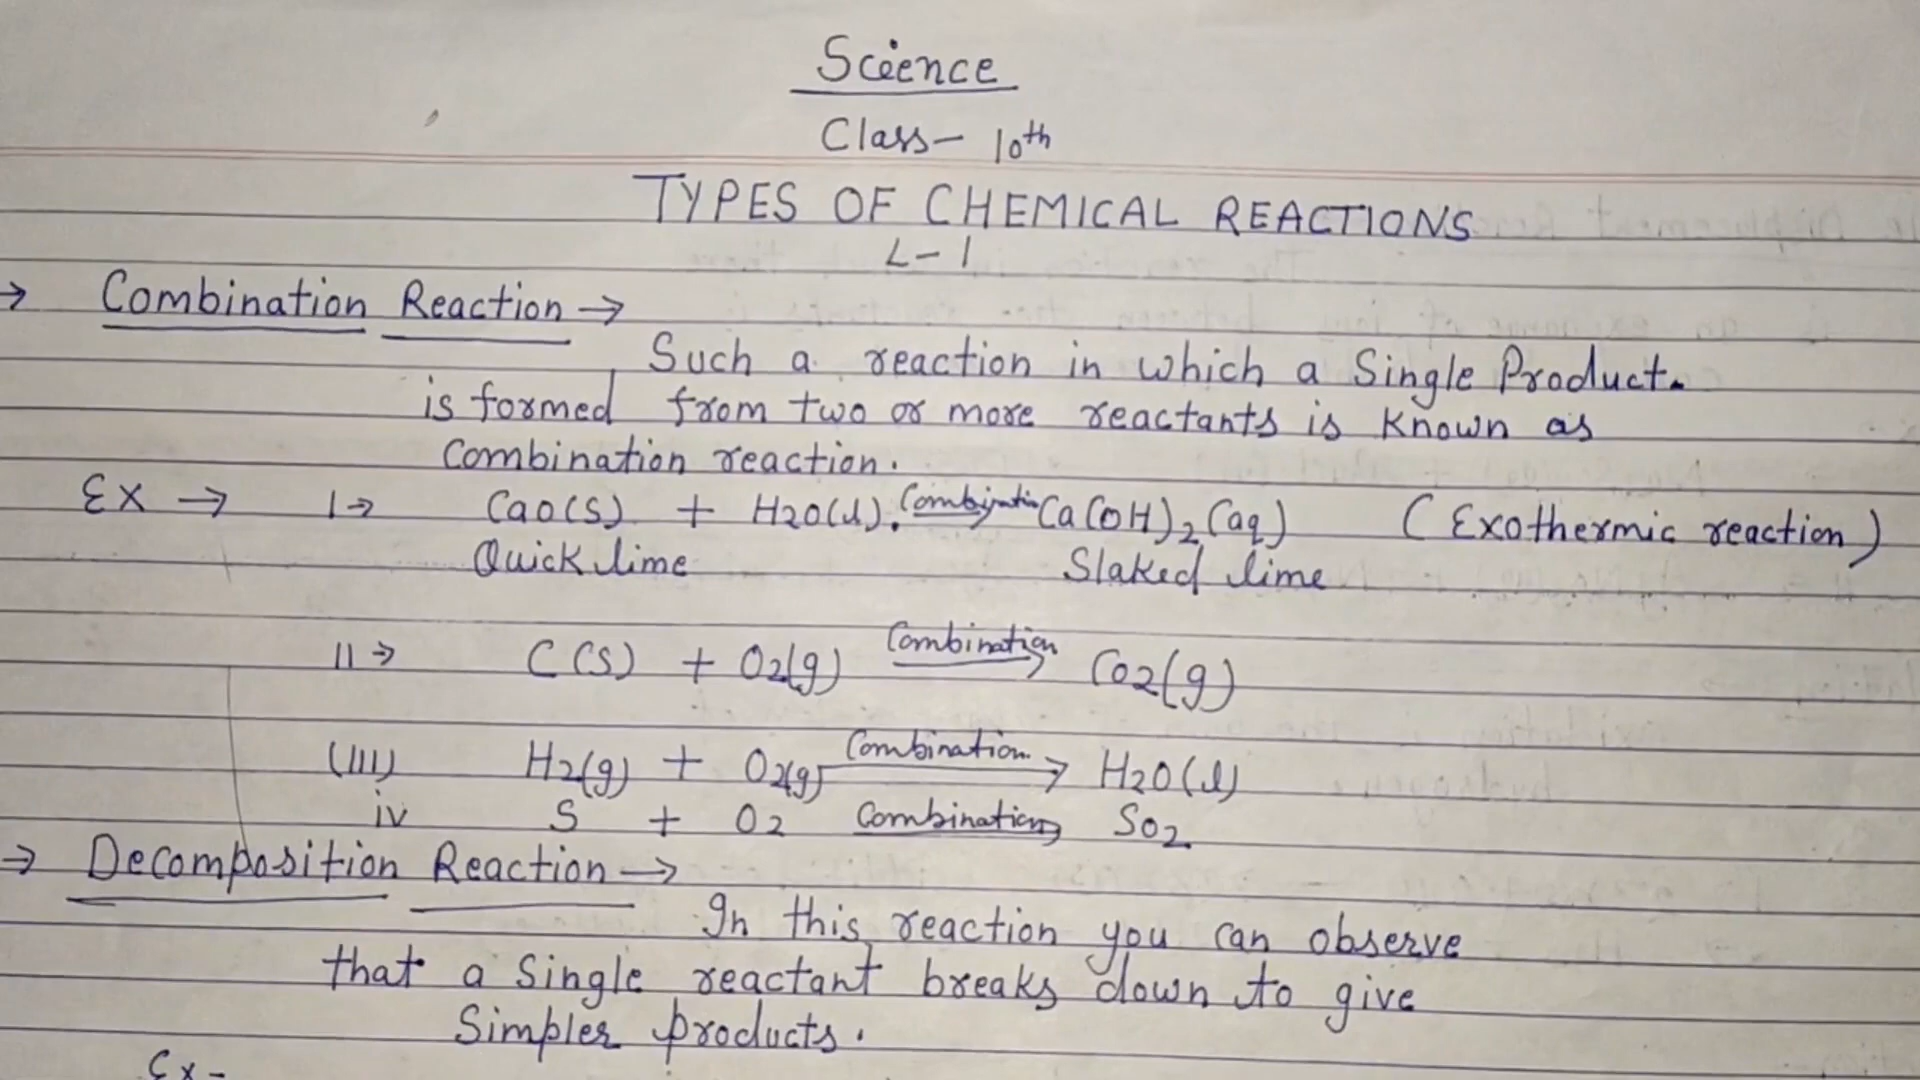 Science
Class- 10th
TYPES OF CHEMICAL REACTIONS
L-1
→ Combination Reaction →
Such a reaction in which a Single Product
is formed from two or more reactants is known as
Combination reaction.
Ex → I→ CaO(s) + H2O(l) Combination→ Ca(OH)2(aq) (Exothermic reaction)
Quick lime Slaked lime
II→ C(S) + O2(g) Combination→ CO2(g)
(III) H2(g) + O2(g) Combination→ H2O(l)
iv S + O2 Combination→ SO2.
→ Decomposition Reaction →
In this reaction you can observe
that a Single reactant breaks down to give
Simpler products.
Ex-